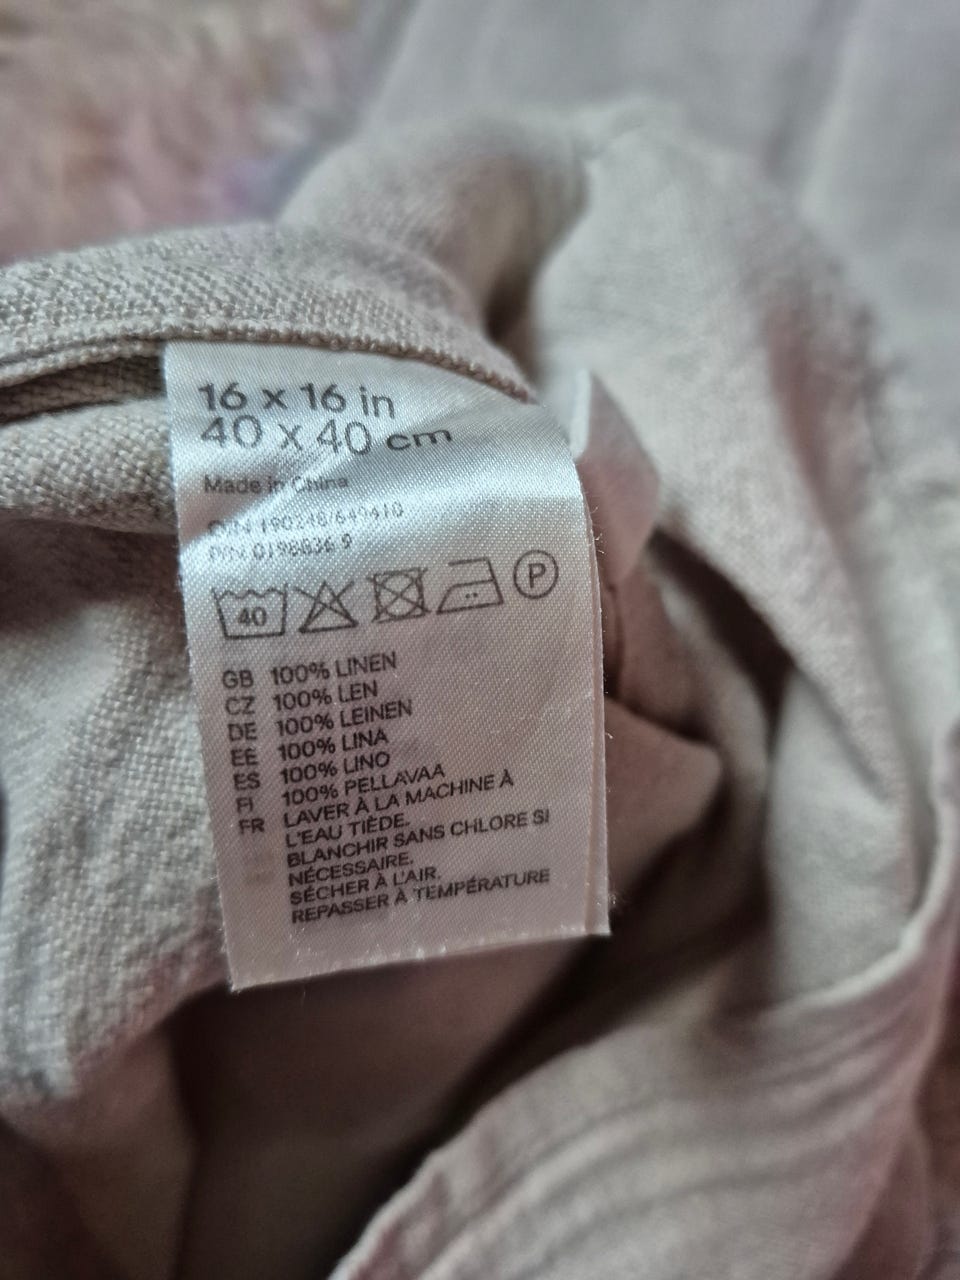 16 x 16 in
40 x 40 cm
Made in China
40
P
GB 100% LINEN
CZ 100% LEN
DE 100% LEINEN
EE 100% LINA
ES 100% LINO
FI 100% PELLAVAA
FR LAVER À LA MACHINE À
L'EAU TIÈDE.
BLANCHIR SANS CHLORE SI
NÉCESSAIRE.
SÉCHER À L'AIR.
REPASSER À TEMPÉRATURE